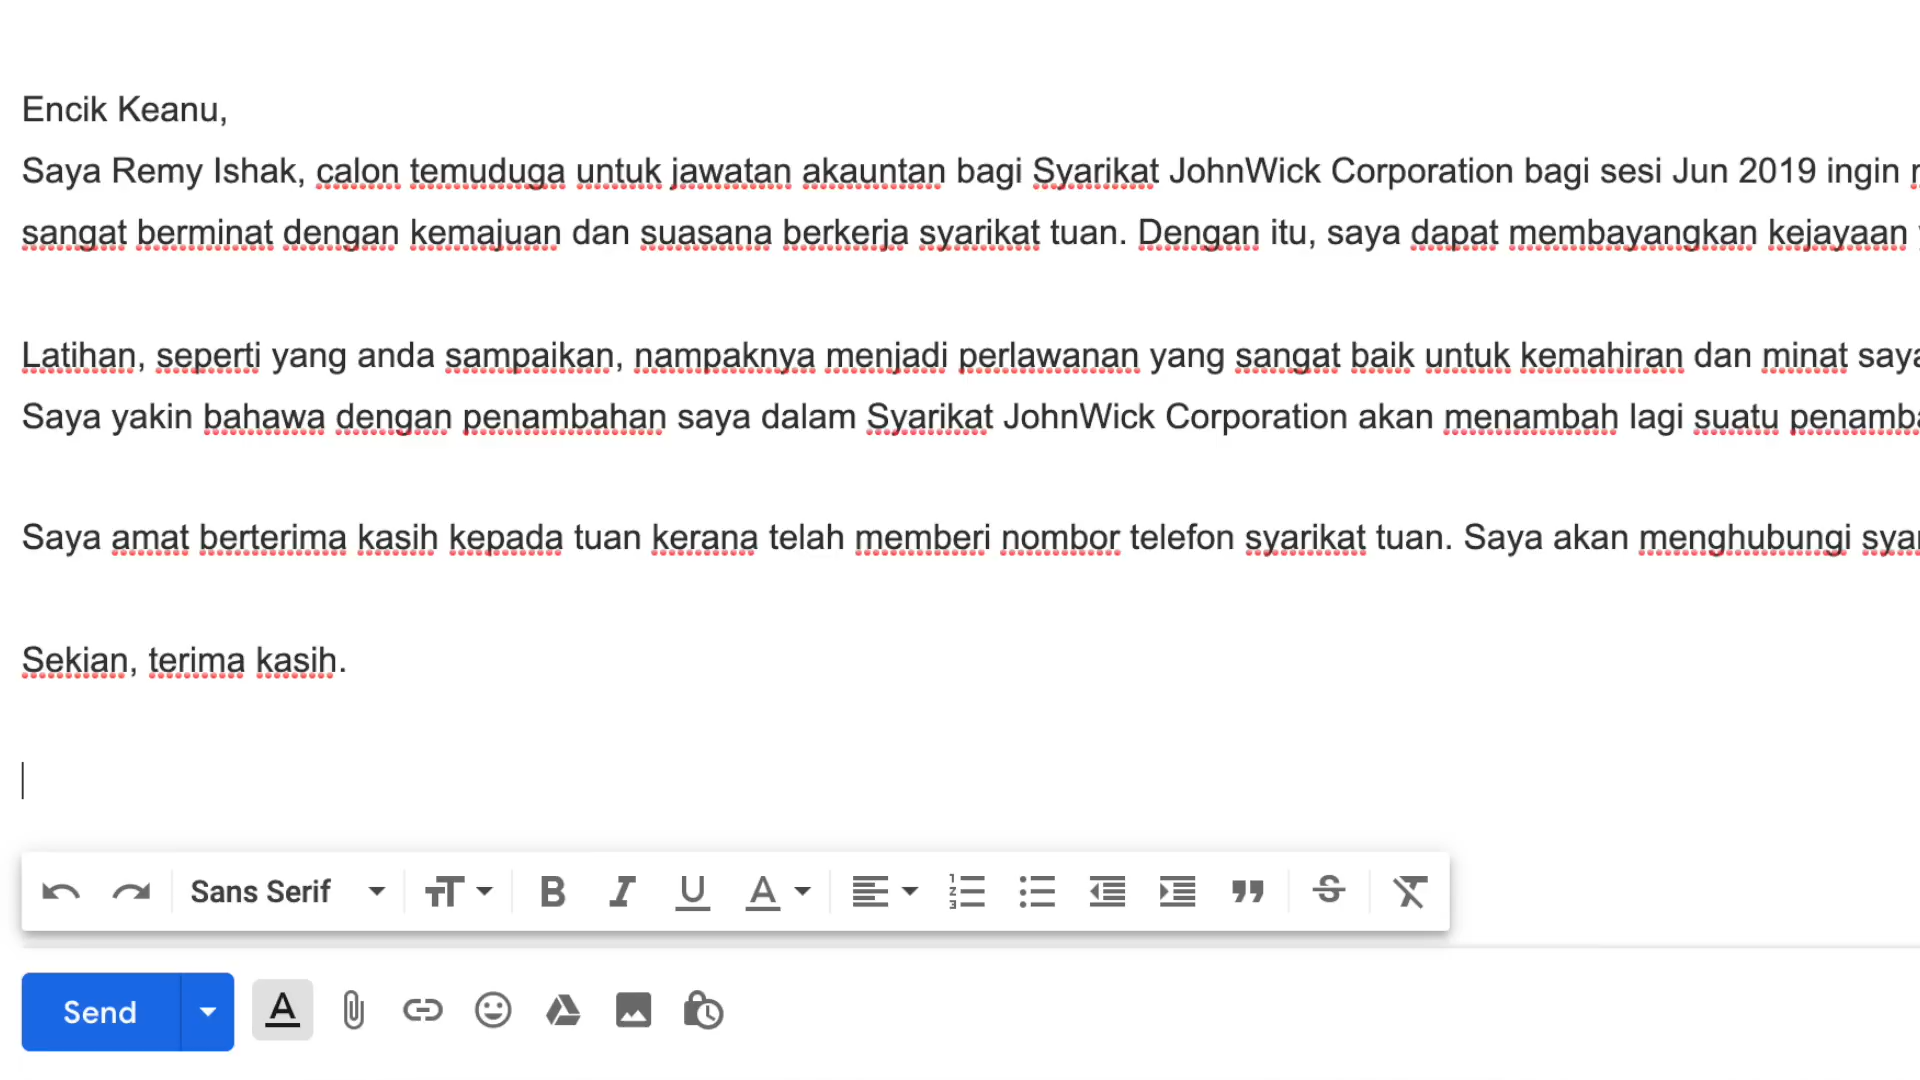 Encik Keanu,
Saya Remy Ishak, calon temuduga untuk jawatan akauntan bagi Syarikat JohnWick Corporation bagi sesi Jun 2019 ingin
sangat berminat dengan kemajuan dan suasana berkerja syarikat tuan. Dengan itu, saya dapat membayangkan kejayaan
Latihan, seperti yang anda sampaikan, nampaknya menjadi perlawanan yang sangat baik untuk kemahiran dan minat saya
Saya yakin bahawa dengan penambahan saya dalam Syarikat JohnWick Corporation akan menambah lagi suatu
Saya amat berterima kasih kepada tuan kerana telah memberi nombor telefon syarikat tuan. Saya akan menghubungi
Sekian, terima kasih.
Sans Serif
Send